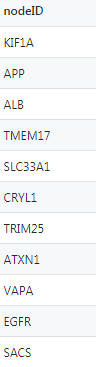 nodeID
KIF1A
APP
ALB
TMEM17
SLC33A1
CRYL1
TRIM25
ATXN1
VAPA
EGFR
SACS